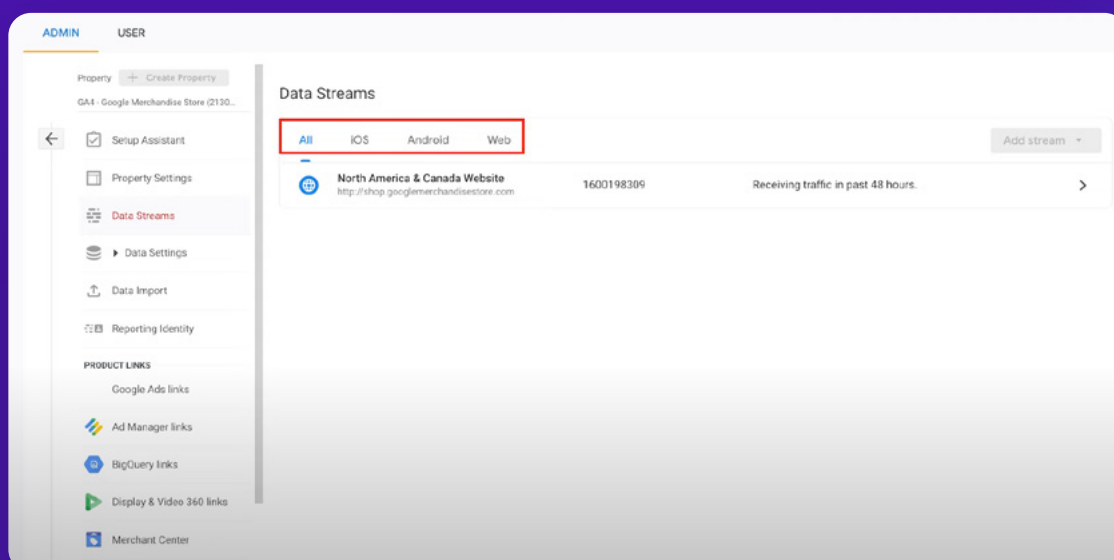 ADMIN USER
Property + Create Property
GA4 - Google Merchandise Store (2130...
Setup Assistant
Property Settings
Data Streams
Data Settings
Data Import
Reporting Identity
PRODUCT LINKS
Google Ads links
Ad Manager links
BigQuery links
Display & Video 360 links
Merchant Center
Data Streams
All iOS Android Web
Add stream
North America & Canada Website
http://shop.googlemerchandisestore.com
1600198309
Receiving traffic in past 48 hours.